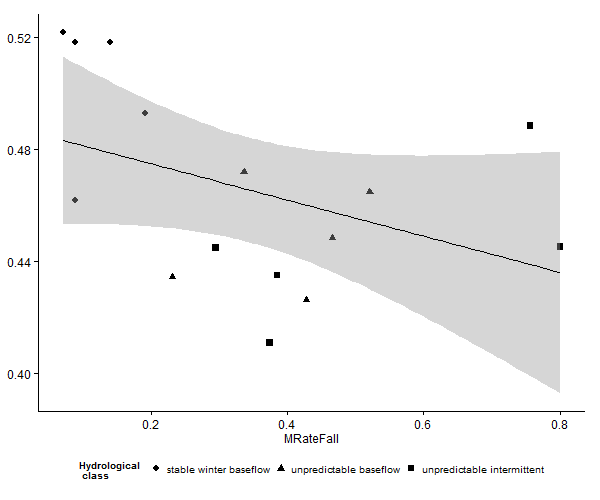 0.52
0.48
0.44
0.40
0.2 0.4 0.6 0.8
MRateFall
Hydrological
class
stable winter baseflow unpredictable baseflow unpredictable intermittent